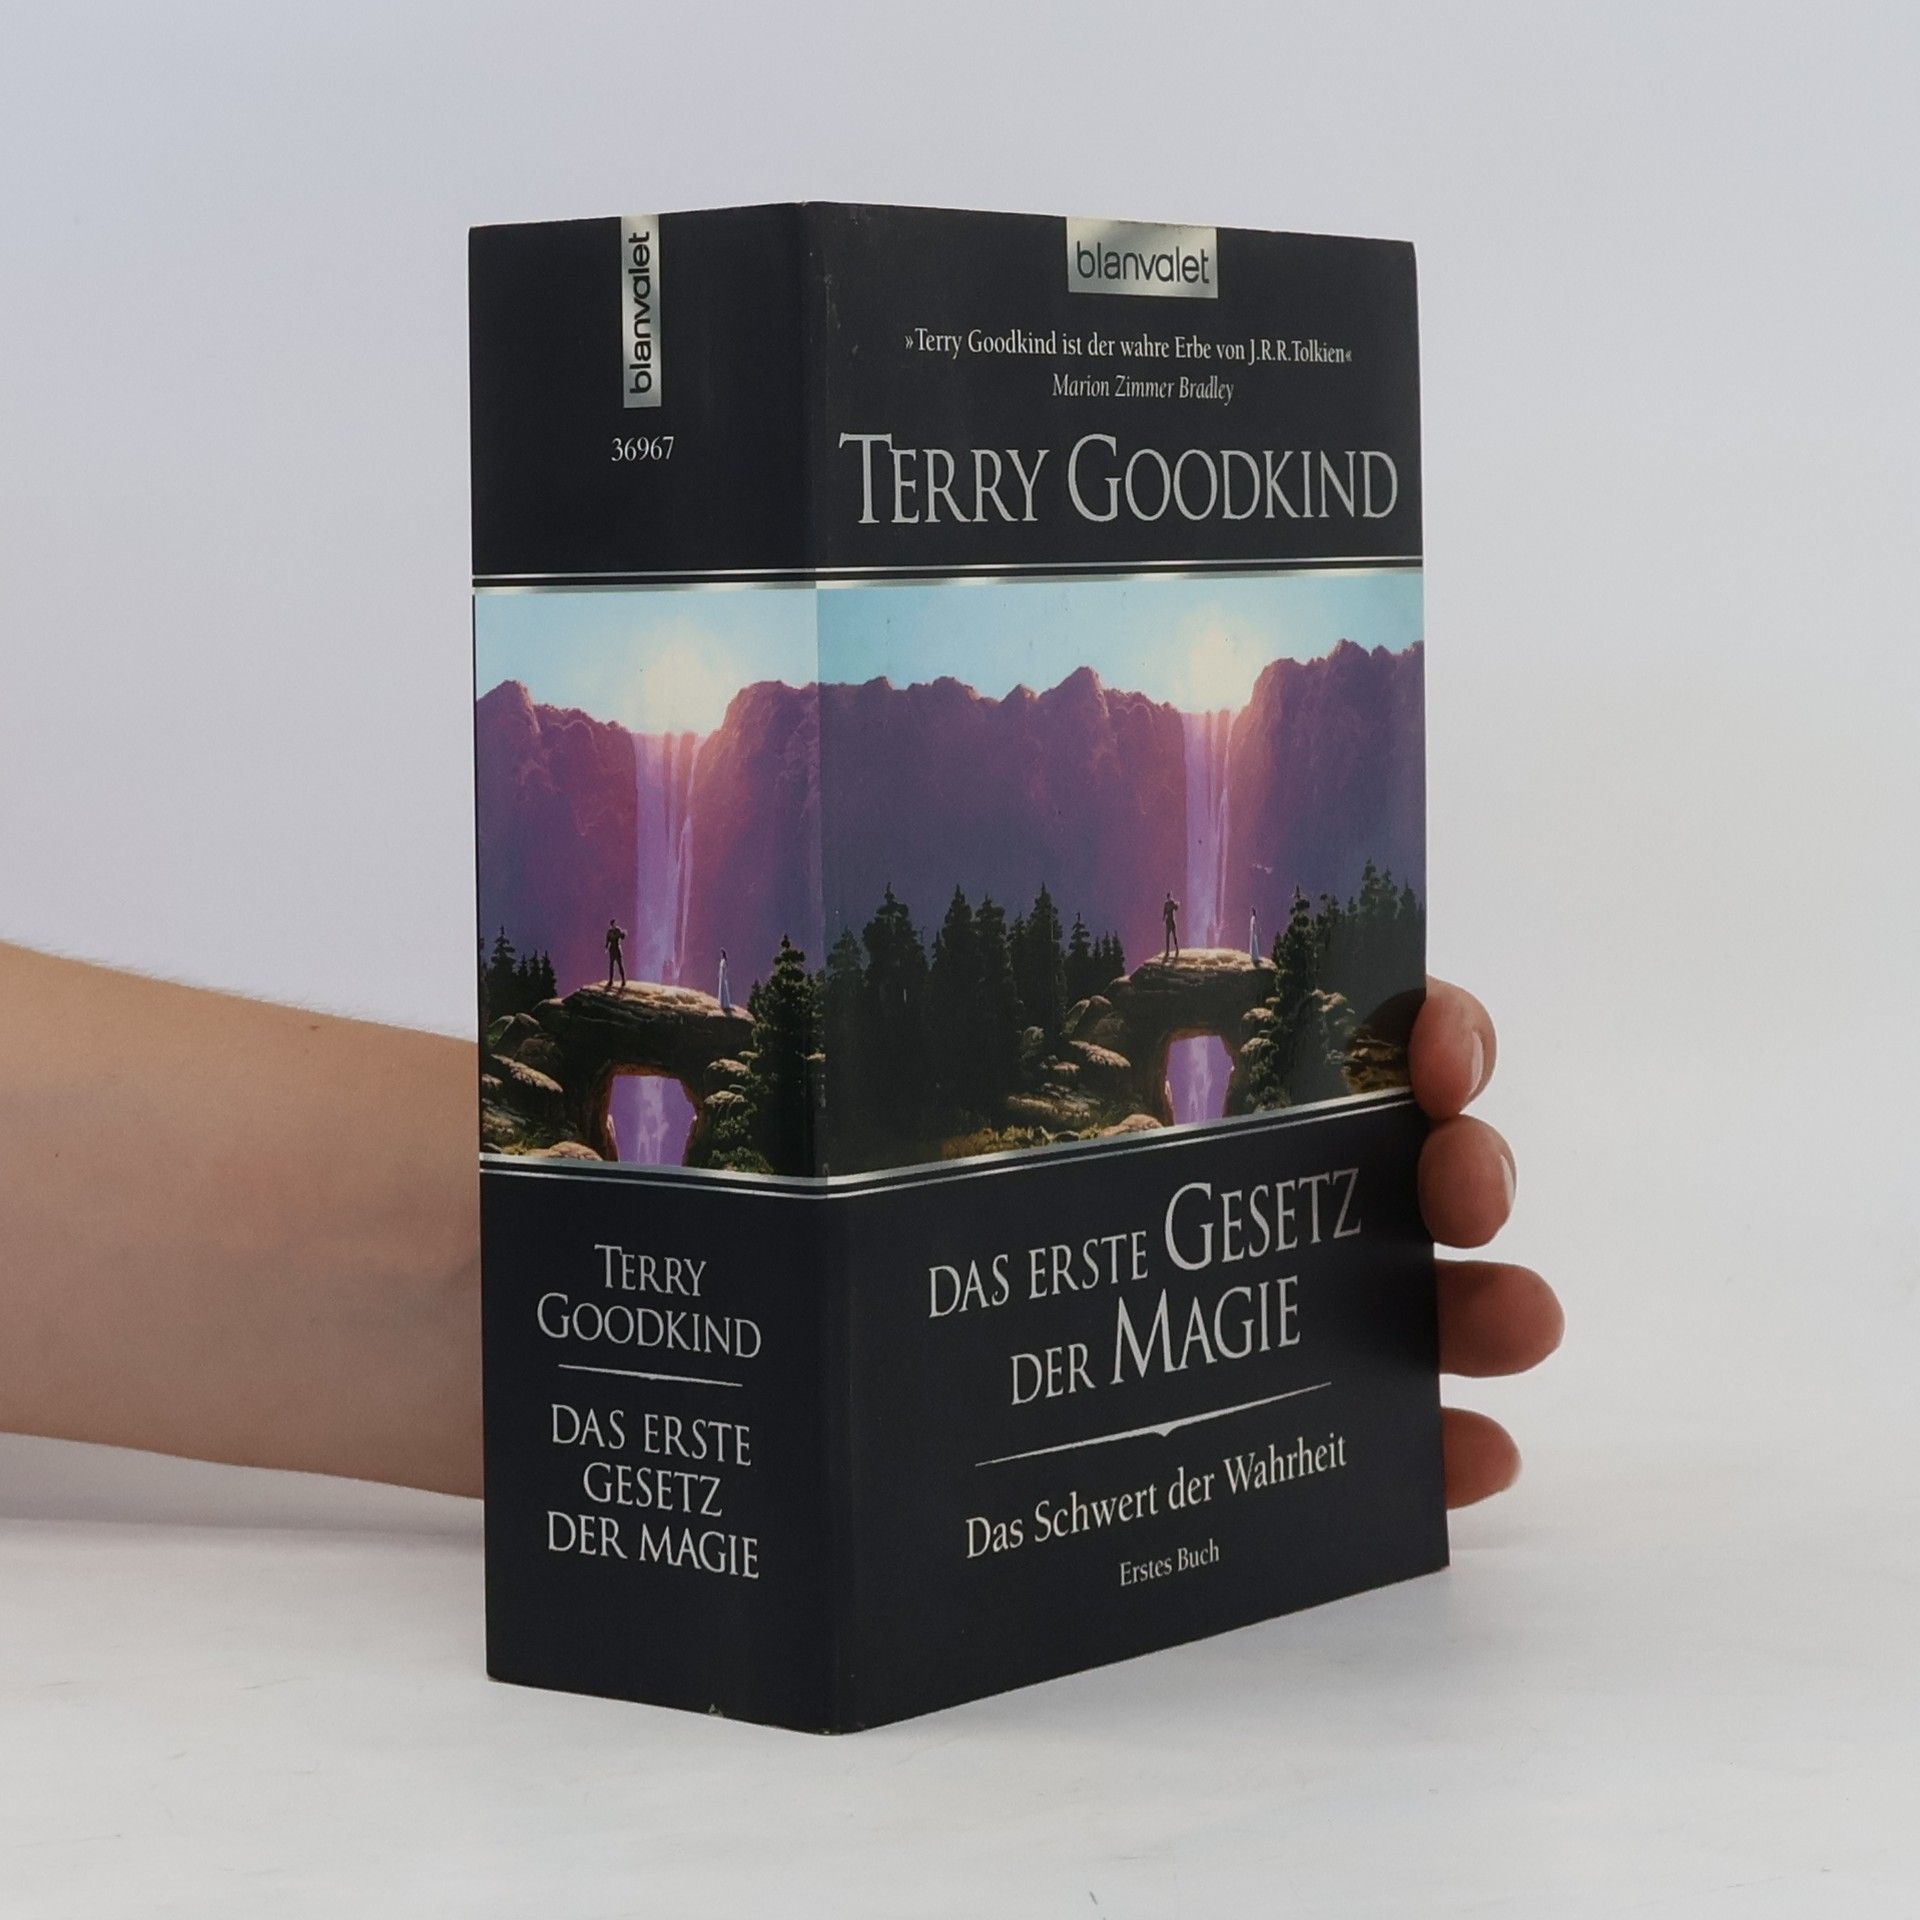 blanvalet
36967
TERRY
GOODKIND
DAS ERSTE
GESETZ
DER MAGIE
blanvalet
»Terry Goodkind ist der wahre Erbe von J.R.R.Tolkien«
Marion Zimmer Bradley
TERRY GOODKIND
DAS ERSTE GESETZ
DER MAGIE
Das Schwert der Wahrheit
Erstes Buch